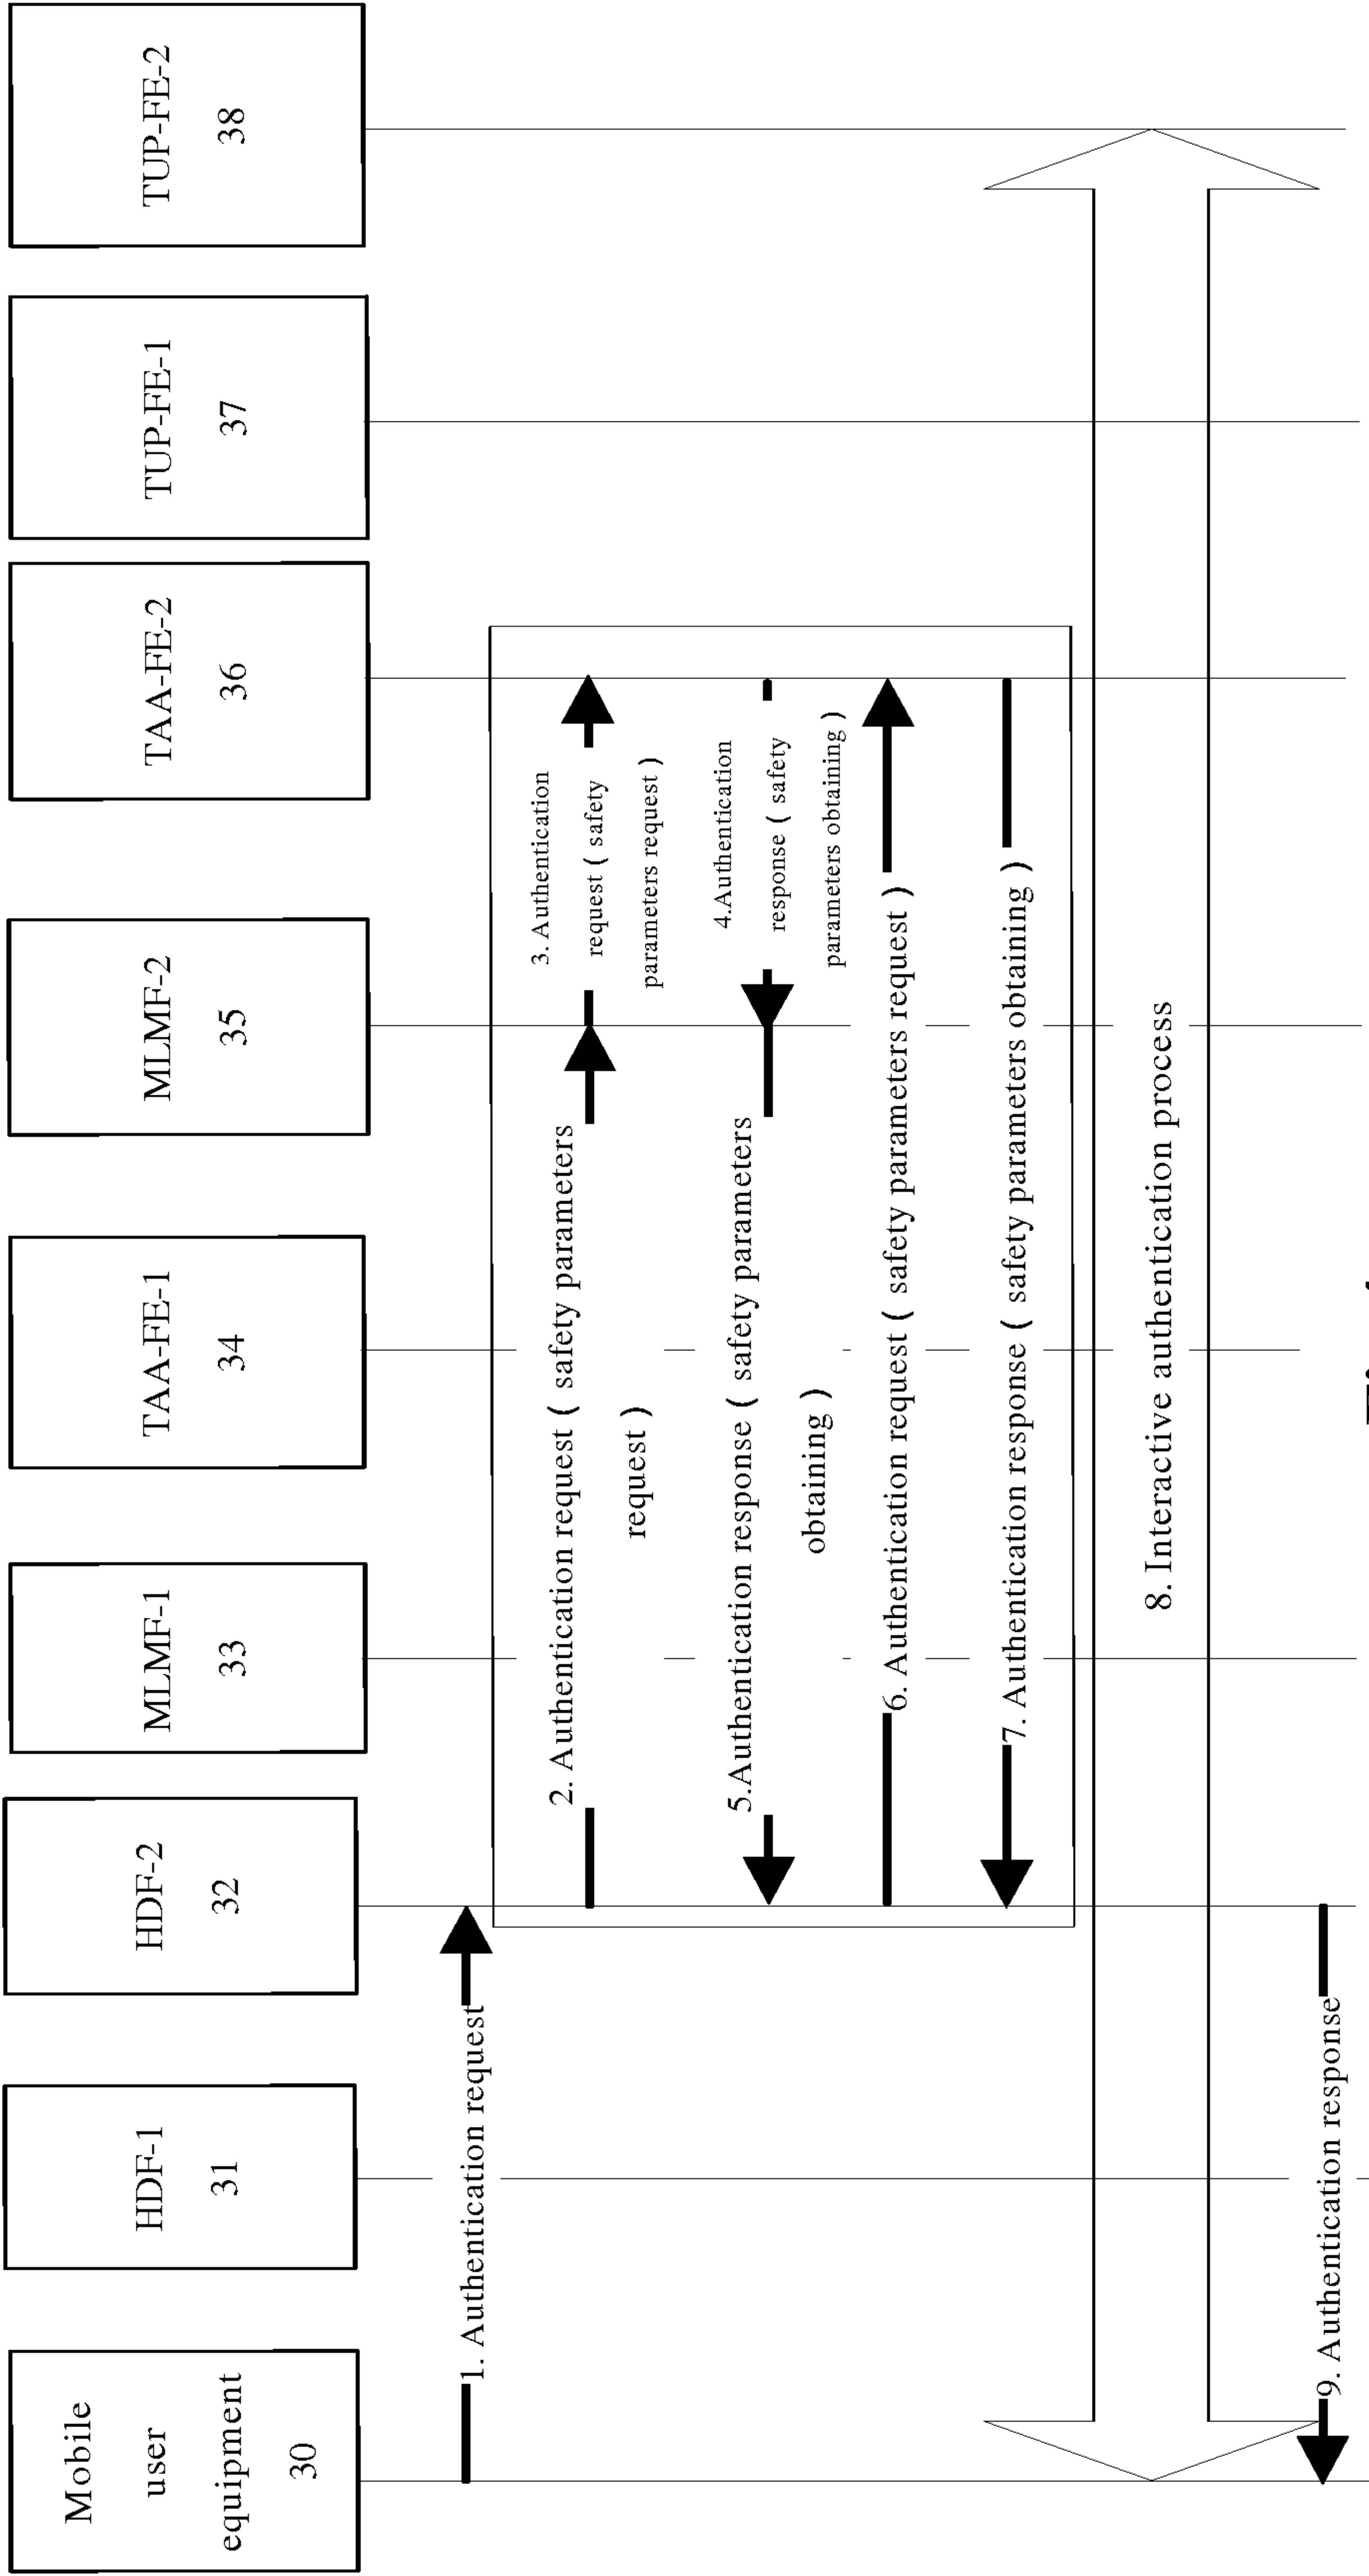 Mobile
user
equipment
30
HDF-1
31
HDF-2
32
MLMF-1
33
TAA-FE-1
34
MLMF-2
35
TAA-FE-2
36
TUP-FE-1
37
TUP-FE-2
38
1. Authentication request
2. Authentication request ( safety parameters
request )
3. Authentication
request ( safety
parameters request )
4.Authentication
response ( safety
parameters obtaining )
5.Authentication response ( safety parameters
obtaining )
6. Authentication request ( safety parameters request )
7. Authentication response ( safety parameters obtaining )
8. Interactive authentication process
9. Authentication response